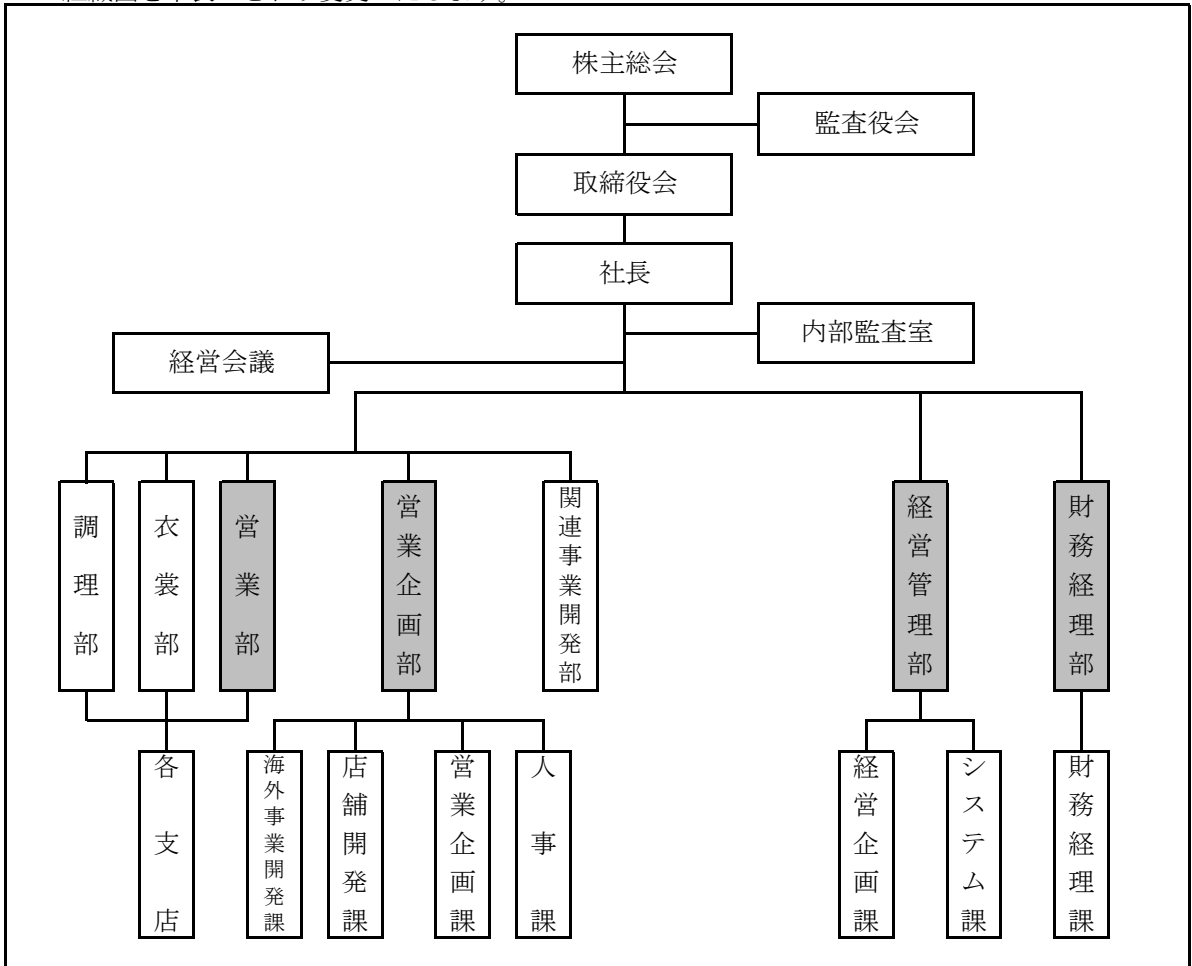 株主総会
監査役会
取締役会
社長
内部監査室
経営会議
調理部
衣裳部
営業部
営業企画部
関連事業開発部
経営管理部
財務経理部
各支店
海外事業開発課
店舗開発課
営業企画課
人事課
経営企画課
システム課
財務経理課